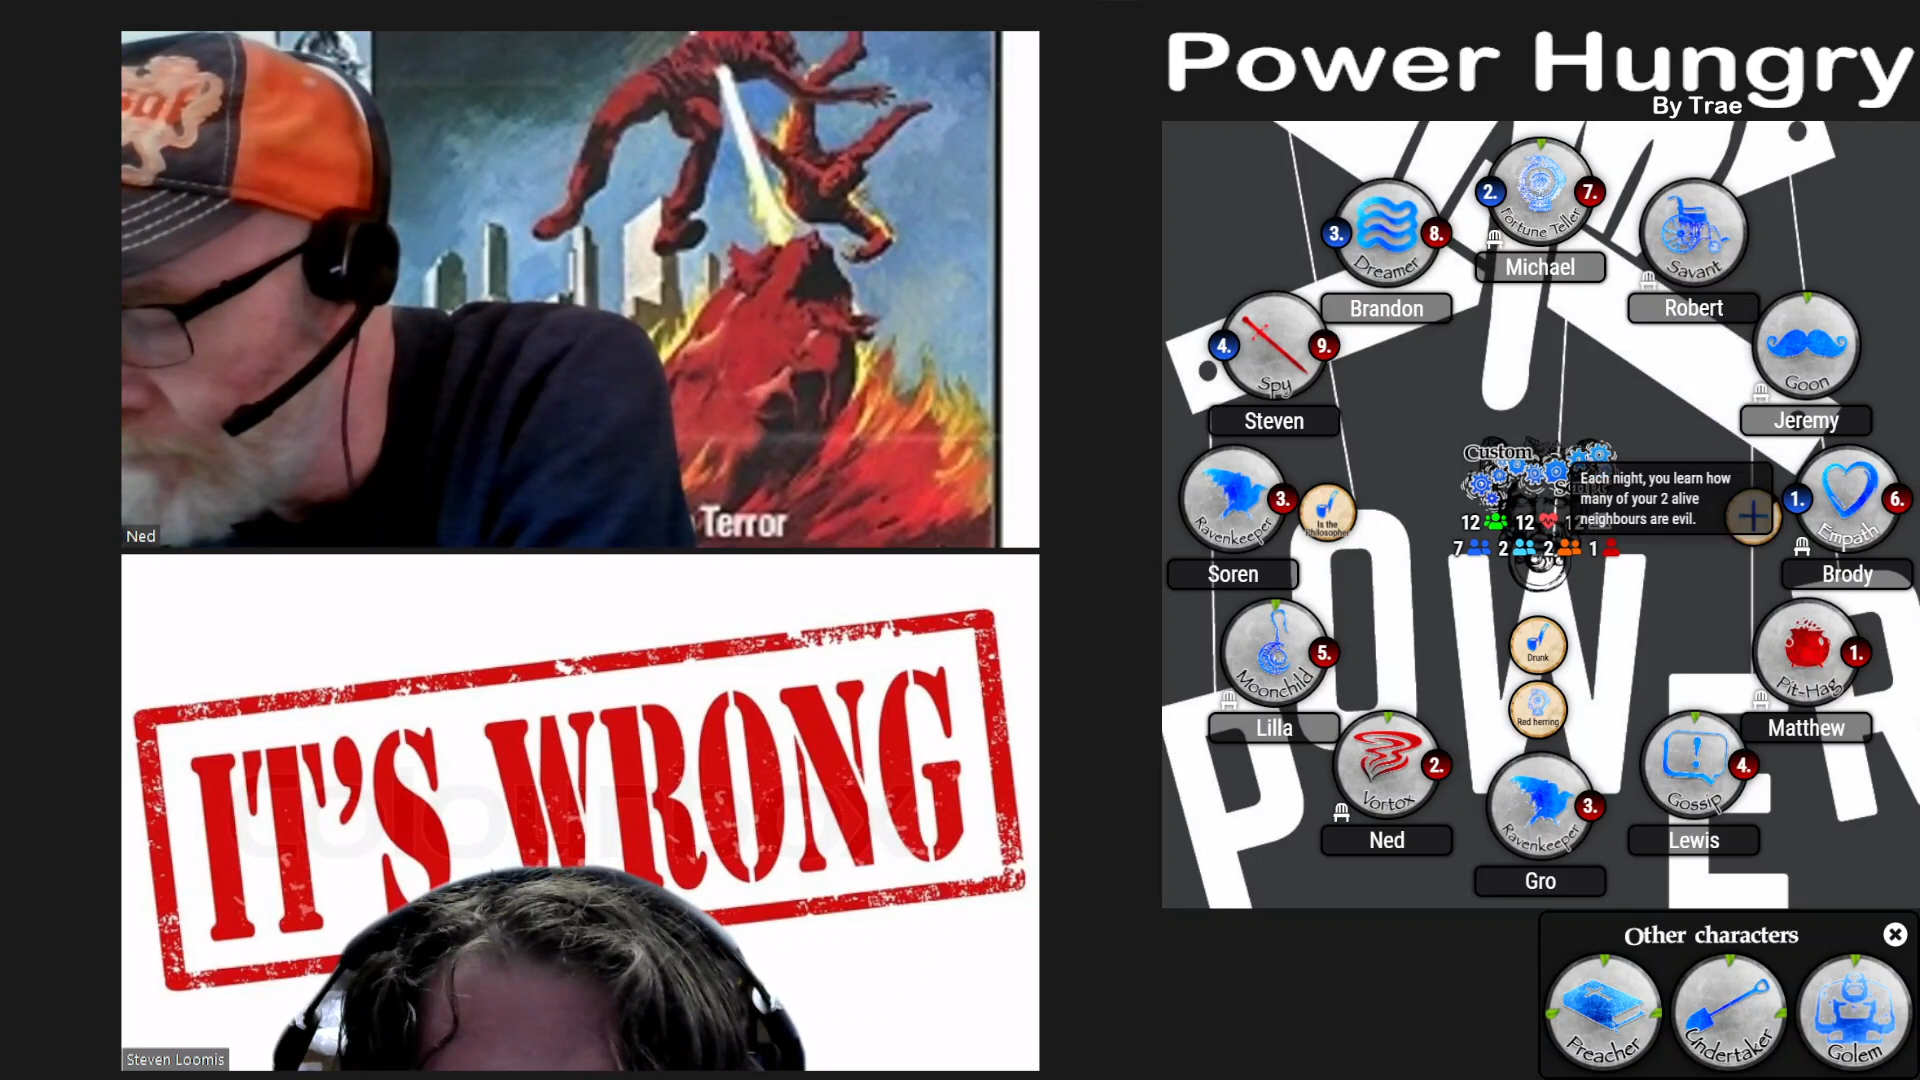 Power Hungry
By Trae
Terror
Ned
IT'S WRONG
Steven Loomis
2.
7.
Fortune Teller
Michael
3.
8.
Dreamer
Brandon
Savant
Robert
4.
9.
Spy
Steven
Goon
Jeremy
Ravenkeeper
3.
Is the
Philosopher
Soren
Custom
Each night, you learn how
many of your 2 alive
neighbours are evil.
12 12 12
7 2 2 1
1.
6.
Empath
Brody
Moonchild
5.
Lilla
Drunk
Red herring
Pit-Hag
1.
Matthew
Vortox
2.
Ned
Ravenkeeper
3.
Gro
Gossip
4.
Lewis
POWER
Other characters
Preacher
Undertaker
Golem